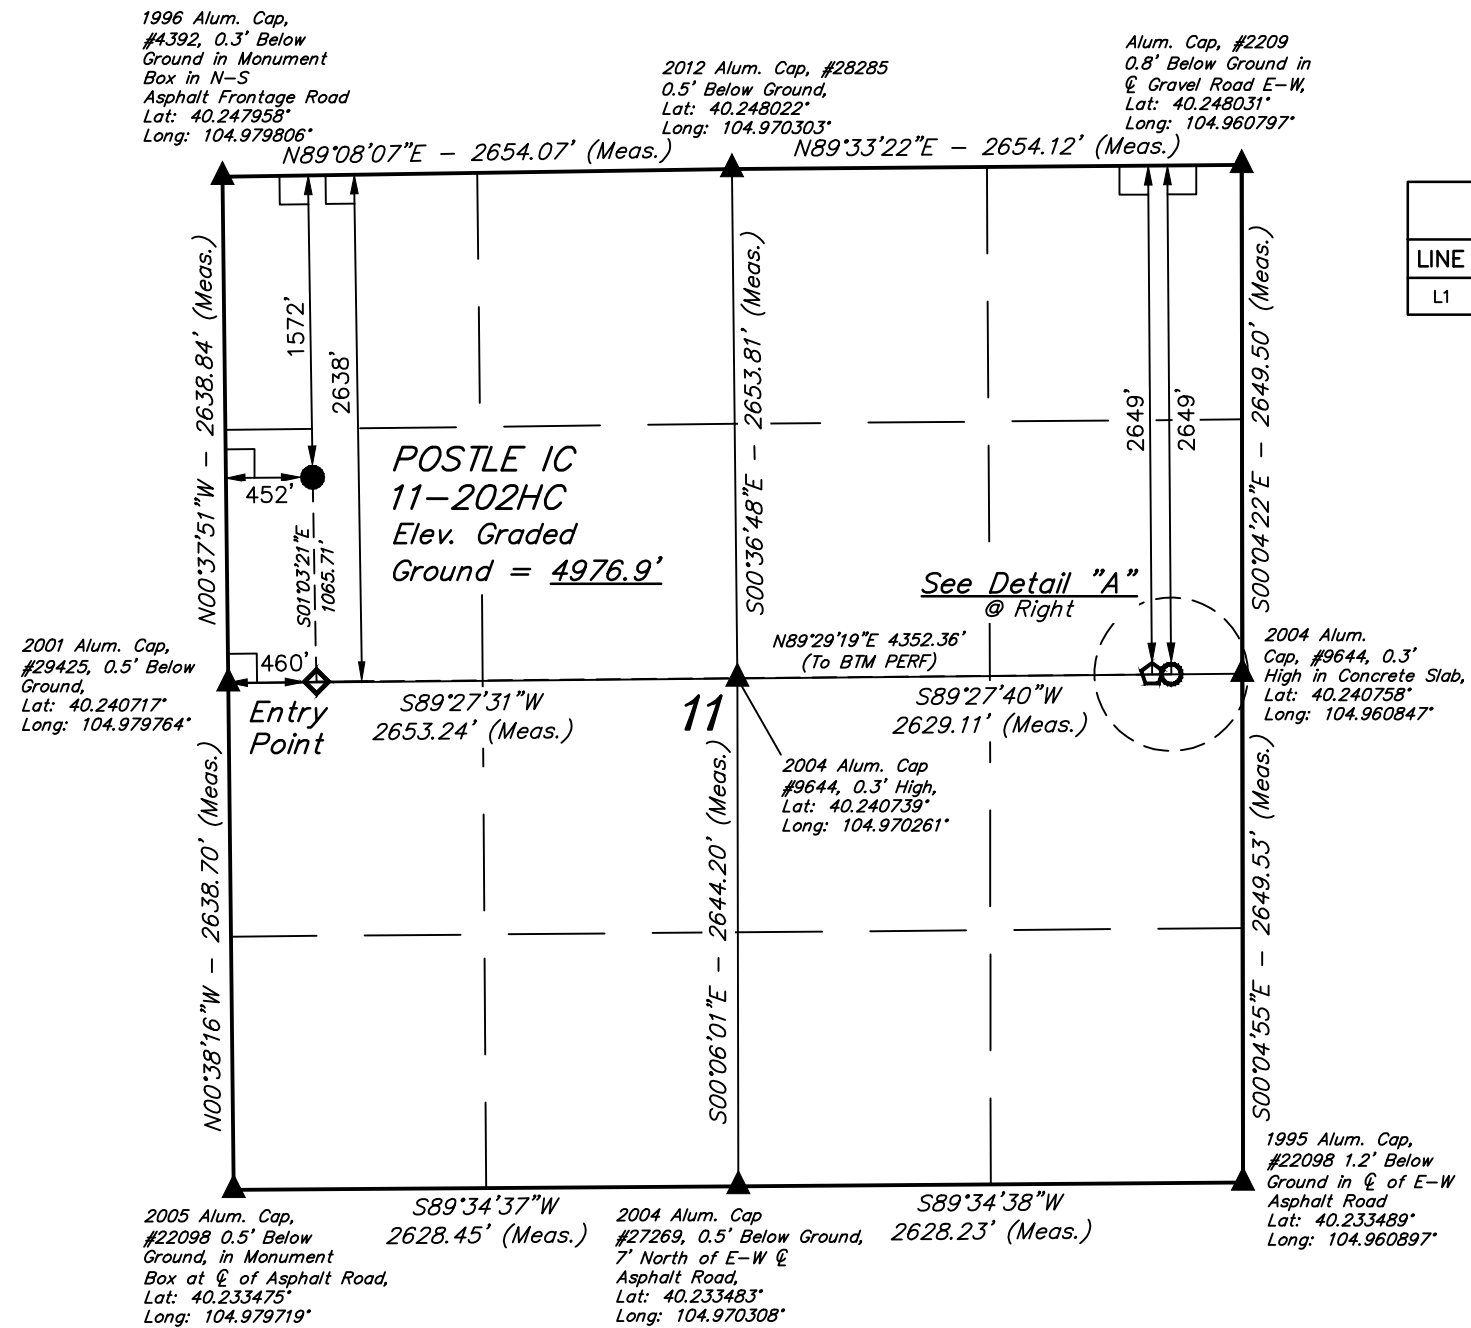 1996 Alum. Cap,
#4392, 0.3' Below
Ground in Monument
Box in N-S
Asphalt Frontage Road
Lat: 40.247958°
Long: 104.979806°
2012 Alum. Cap, #28285
0.5' Below Ground,
Lat: 40.248022°
Long: 104.970303°
Alum. Cap, #2209
0.8' Below Ground in
℄ Gravel Road E-W,
Lat: 40.248031°
Long: 104.960797°
N89°08'07"E - 2654.07' (Meas.)
N89°33'22"E - 2654.12' (Meas.)
LINE
L1
N00°37'51"W - 2638.84' (Meas.)
1572'
2638'
S00°36'48"E - 2653.81' (Meas.)
2649'
2649'
S00°04'22"E - 2649.50' (Meas.)
452'
POSTLE IC
11-202HC
Elev. Graded
Ground = 4976.9'
S01°03'21"E
1065.71'
See Detail "A"
@ Right
N89°29'19"E 4352.36'
(To BTM PERF)
2001 Alum. Cap,
#29425, 0.5' Below
Ground,
Lat: 40.240717°
Long: 104.979764°
460'
Entry
Point
S89°27'31"W
2653.24' (Meas.)
11
S89°27'40"W
2629.11' (Meas.)
2004 Alum.
Cap, #9644, 0.3'
High in Concrete Slab,
Lat: 40.240758°
Long: 104.960847°
2004 Alum. Cap
#9644, 0.3' High,
Lat: 40.240739°
Long: 104.970261°
N00°38'16"W - 2638.70' (Meas.)
S00°06'01"E - 2644.20' (Meas.)
S00°04'55"E - 2649.53' (Meas.)
1995 Alum. Cap,
#22098 1.2' Below
Ground in ℄ of E-W
Asphalt Road
Lat: 40.233489°
Long: 104.960897°
S89°34'37"W
2628.45' (Meas.)
S89°34'38"W
2628.23' (Meas.)
2005 Alum. Cap,
#22098 0.5' Below
Ground, in Monument
Box at ℄ of Asphalt Road,
Lat: 40.233475°
Long: 104.979719°
2004 Alum. Cap
#27269, 0.5' Below Ground,
7' North of E-W ℄
Asphalt Road,
Lat: 40.233483°
Long: 104.970308°